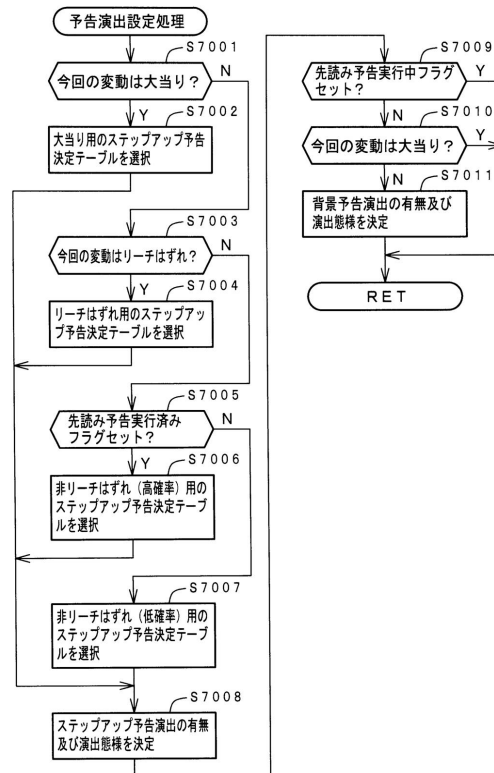 予告演出設定処理
S7001
今回の変動は大当り？
N
Y
S7002
大当り用のステップアップ予告
決定テーブルを選択
S7003
今回の変動はリーチはずれ？
N
Y
S7004
リーチはずれ用のステップアッ
プ予告決定テーブルを選択
S7005
先読み予告実行済み
フラグセット？
N
Y
S7006
非リーチはずれ（高確率）用の
ステップアップ予告決定テーブ
ルを選択
S7007
非リーチはずれ（低確率）用の
ステップアップ予告決定テーブ
ルを選択
S7008
ステップアップ予告演出の有無
及び演出態様を決定
S7009
先読み予告実行中フラグ
セット？
Y
N
S7010
今回の変動は大当り？
Y
N
S7011
背景予告演出の有無及び
演出態様を決定
RET